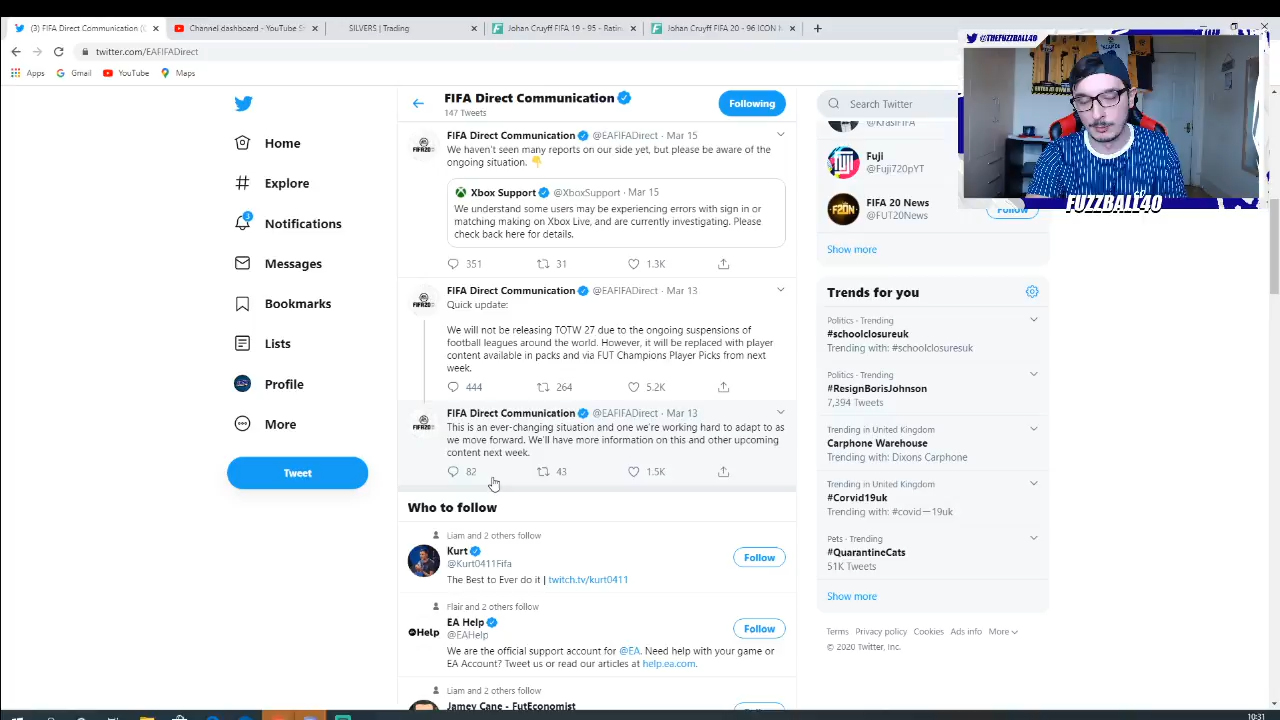 (3) FIFA Direct Communication (
Channel dashboard - YouTube St
SILVERS | Trading
Johan Cruyff FIFA 19 - 95 - Ratin
Johan Cruyff FIFA 20 - 96 ICON
twitter.com/EAFIFADirect
Apps
Gmail
YouTube
Maps
@THEFUZZBALL40
FUZZBALL40
Home
Explore
3
Notifications
Messages
Bookmarks
Lists
Profile
More
Tweet
FIFA Direct Communication
147 Tweets
Following
FIFA Direct Communication @EAFIFADirect · Mar 15
We haven't seen many reports on our side yet, but please be aware of the
ongoing situation. 👇
Xbox Support @XboxSupport · Mar 15
We understand some users may be experiencing errors with sign in or
matching making on Xbox Live, and are currently investigating. Please
check back here for details.
351 31 1.3K
FIFA Direct Communication @EAFIFADirect · Mar 13
Quick update:
We will not be releasing TOTW 27 due to the ongoing suspensions of
football leagues around the world. However, it will be replaced with player
content available in packs and via FUT Champions Player Picks from next
week.
444 264 5.2K
FIFA Direct Communication @EAFIFADirect · Mar 13
This is an ever-changing situation and one we're working hard to adapt to as
we move forward. We'll have more information on this and other upcoming
content next week.
82 43 1.5K
Who to follow
Liam and 2 others follow
Kurt
@Kurt0411Fifa
Follow
The Best to Ever do it | twitch.tv/kurt0411
Flair and 2 others follow
EA Help
@EAHelp
Follow
We are the official support account for @EA. Need help with your game or
EA Account? Tweet us or read our articles at help.ea.com.
Liam and 2 others follow
Jamey Cane - FutEconomist
Search Twitter
@KrasiFIFA
Fuji
@Fuji720pYT
FIFA 20 News
@FUT20News
Follow
Show more
Trends for you
Politics · Trending
#schoolclosureuk
Trending with: #schoolclosuresuk
Politics · Trending
#ResignBorisJohnson
7,394 Tweets
Trending in United Kingdom
Carphone Warehouse
Trending with: Dixons Carphone
Trending in United Kingdom
#Corvid19uk
Trending with: #covid—19uk
Pets · Trending
#QuarantineCats
51K Tweets
Show more
Terms Privacy policy Cookies Ads info More
© 2020 Twitter, Inc.
10:31